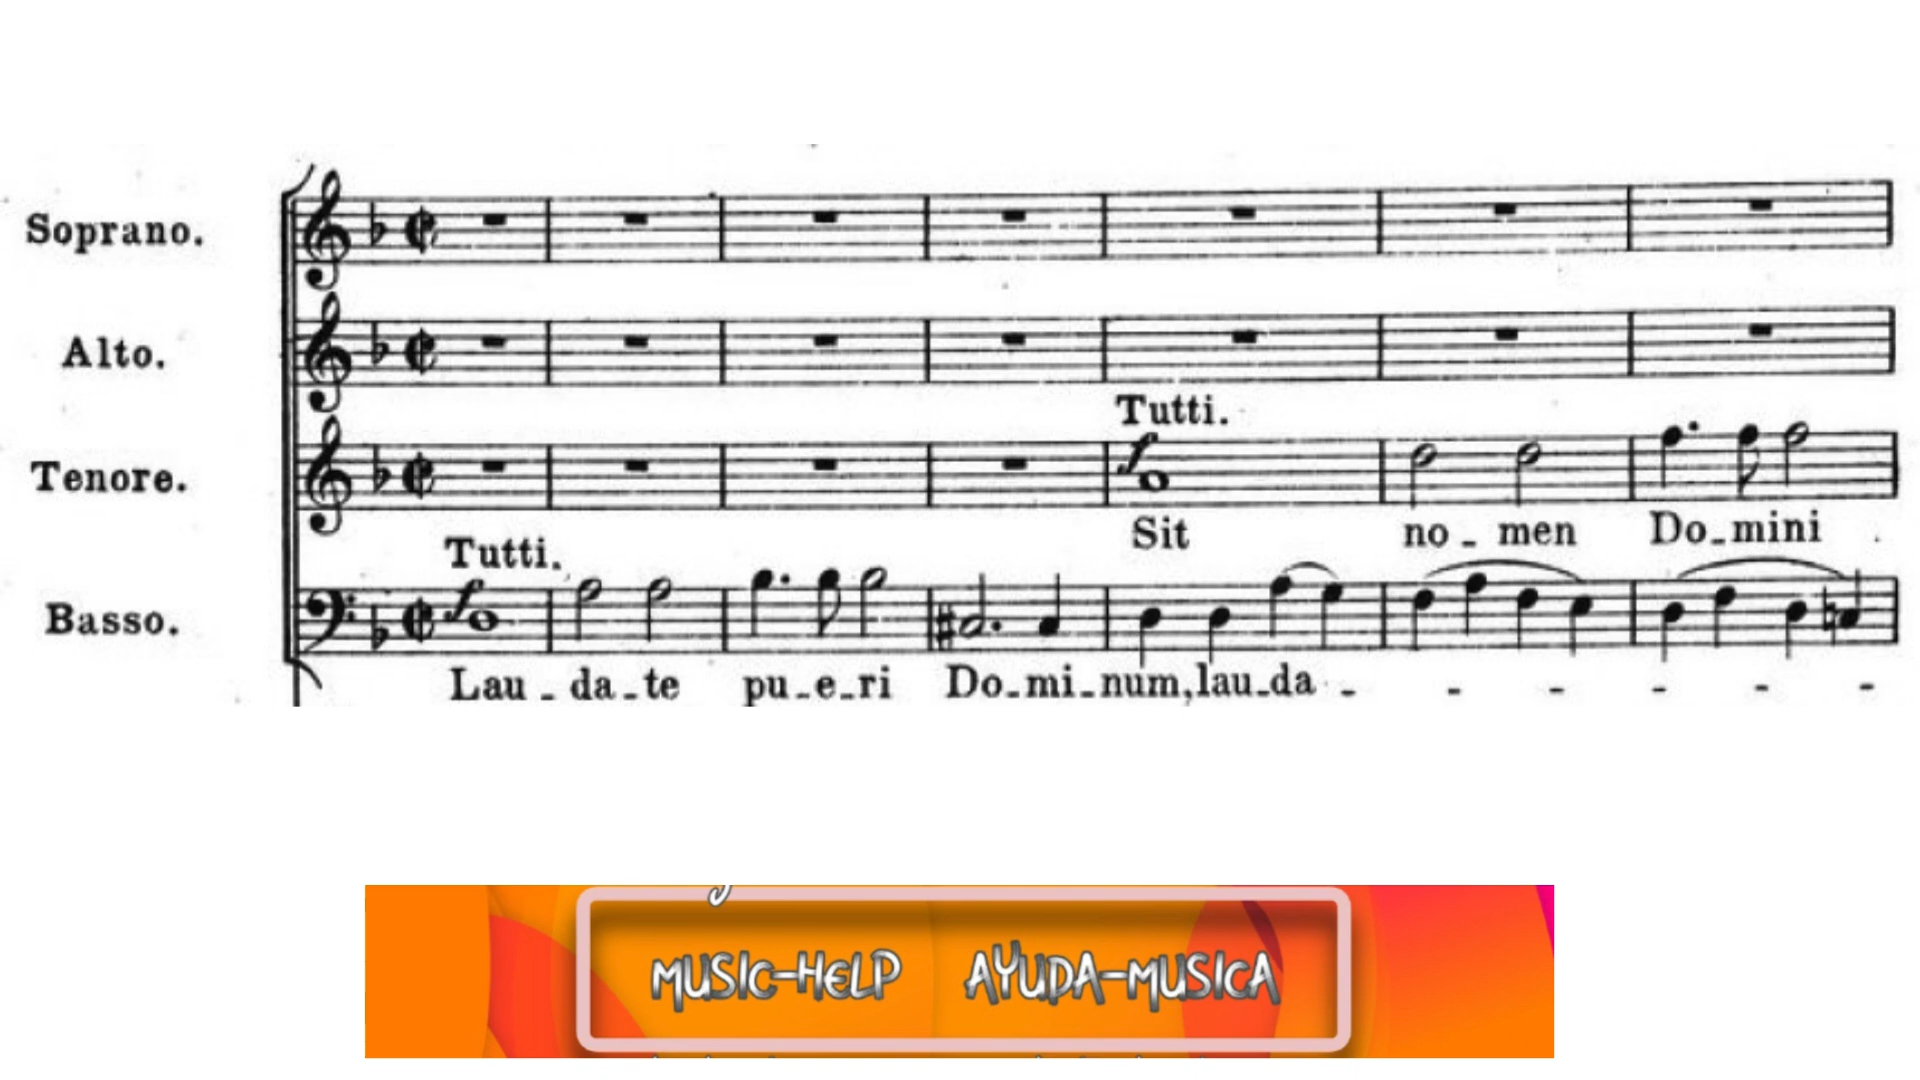 Soprano.
Alto.
Tutti.
Tenore.
Sit no - men Do - mini
Tutti.
Basso.
Lau - da - te pu - e - ri Do - mi - num, lau - da - - - - - -
MUSIC-HELP AYUDA-MUSICA